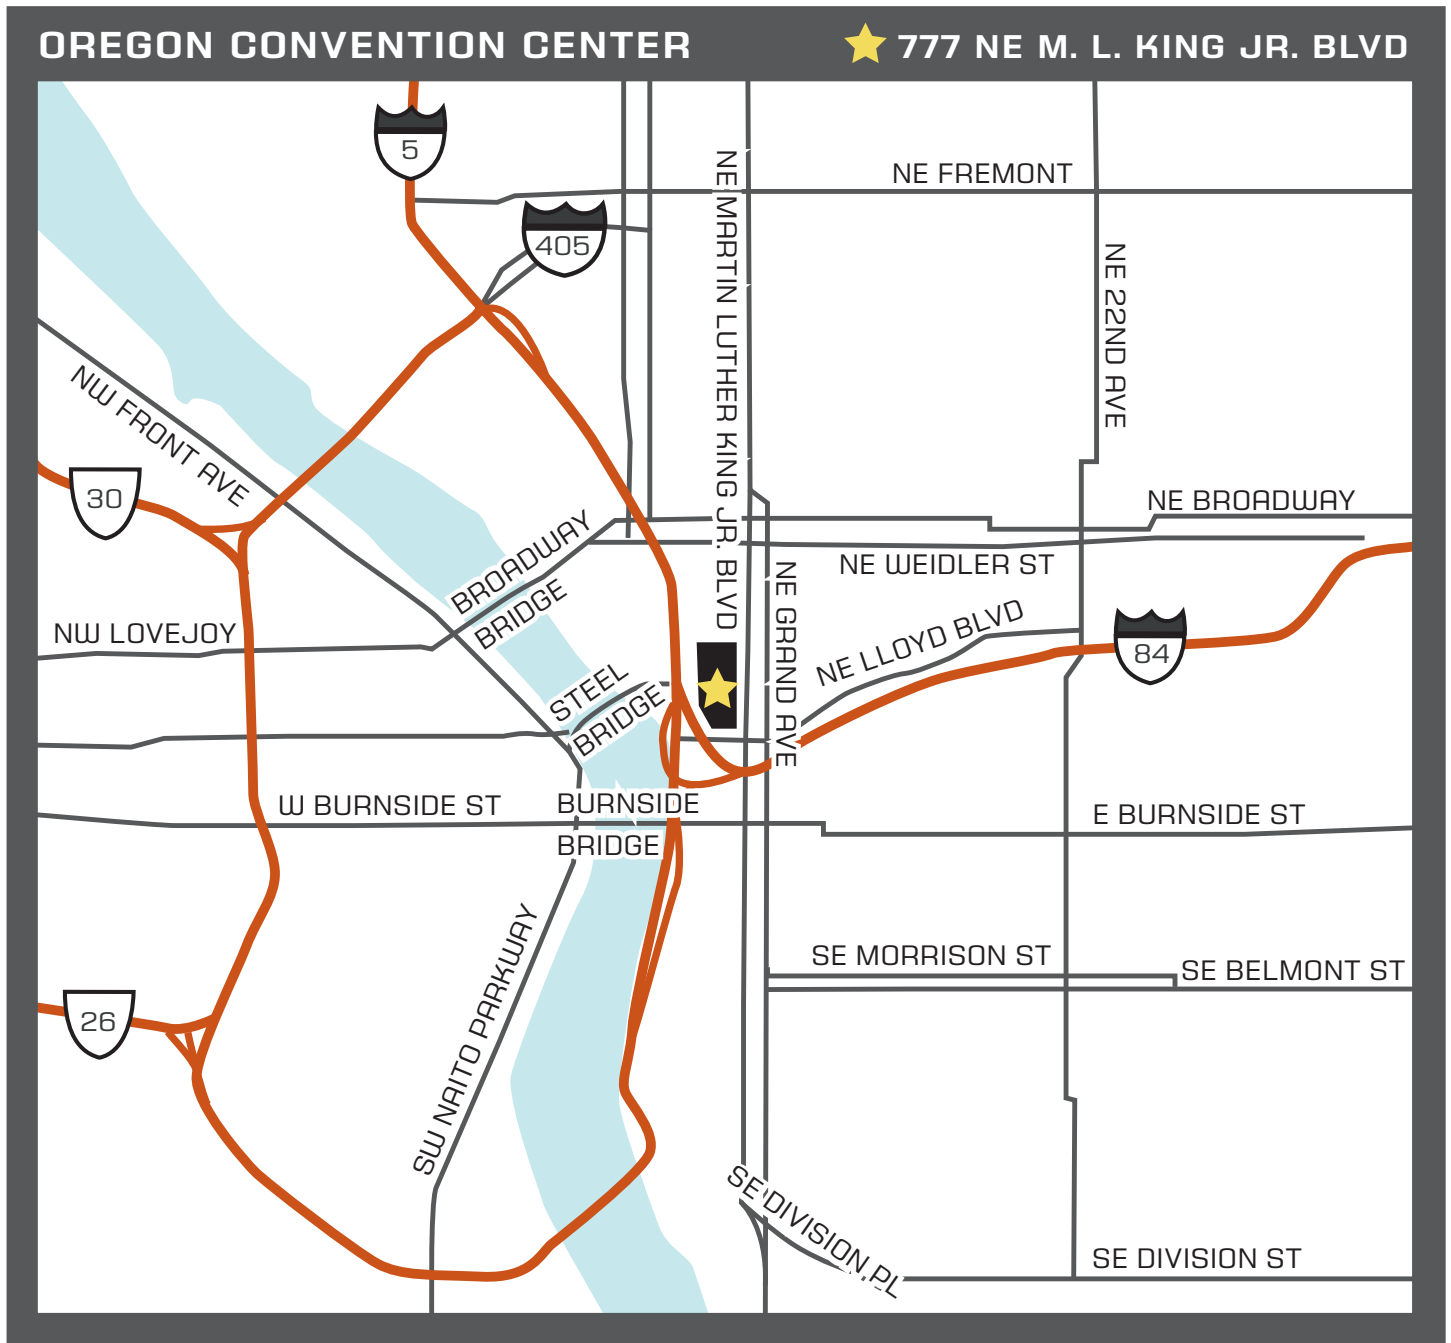 OREGON CONVENTION CENTER
777 NE M. L. KING JR. BLVD
5
NE FREMONT
405
NE MARTIN LUTHER KING JR. BLVD
NE 22ND AVE
NW FRONT AVE
30
NE BROADWAY
BROADWAY
BRIDGE
NE WEIDLER ST
NE GRAND AVE
NE LLOYD BLVD
NW LOVEJOY
84
STEEL
BRIDGE
W BURNSIDE ST
BURNSIDE
BRIDGE
E BURNSIDE ST
SW NAITO PARKWAY
SE MORRISON ST
SE BELMONT ST
26
SE DIVISION PL
SE DIVISION ST